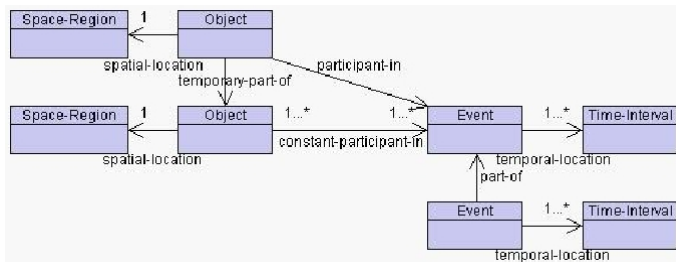 Space-Region 1 Object
spatial-location
participant-in
temporary-part-of
Space-Region 1 Object 1...* 1...* Event 1...* Time-Interval
spatial-location constant-participant-in temporal-location
part-of
Event 1...* Time-Interval
temporal-location